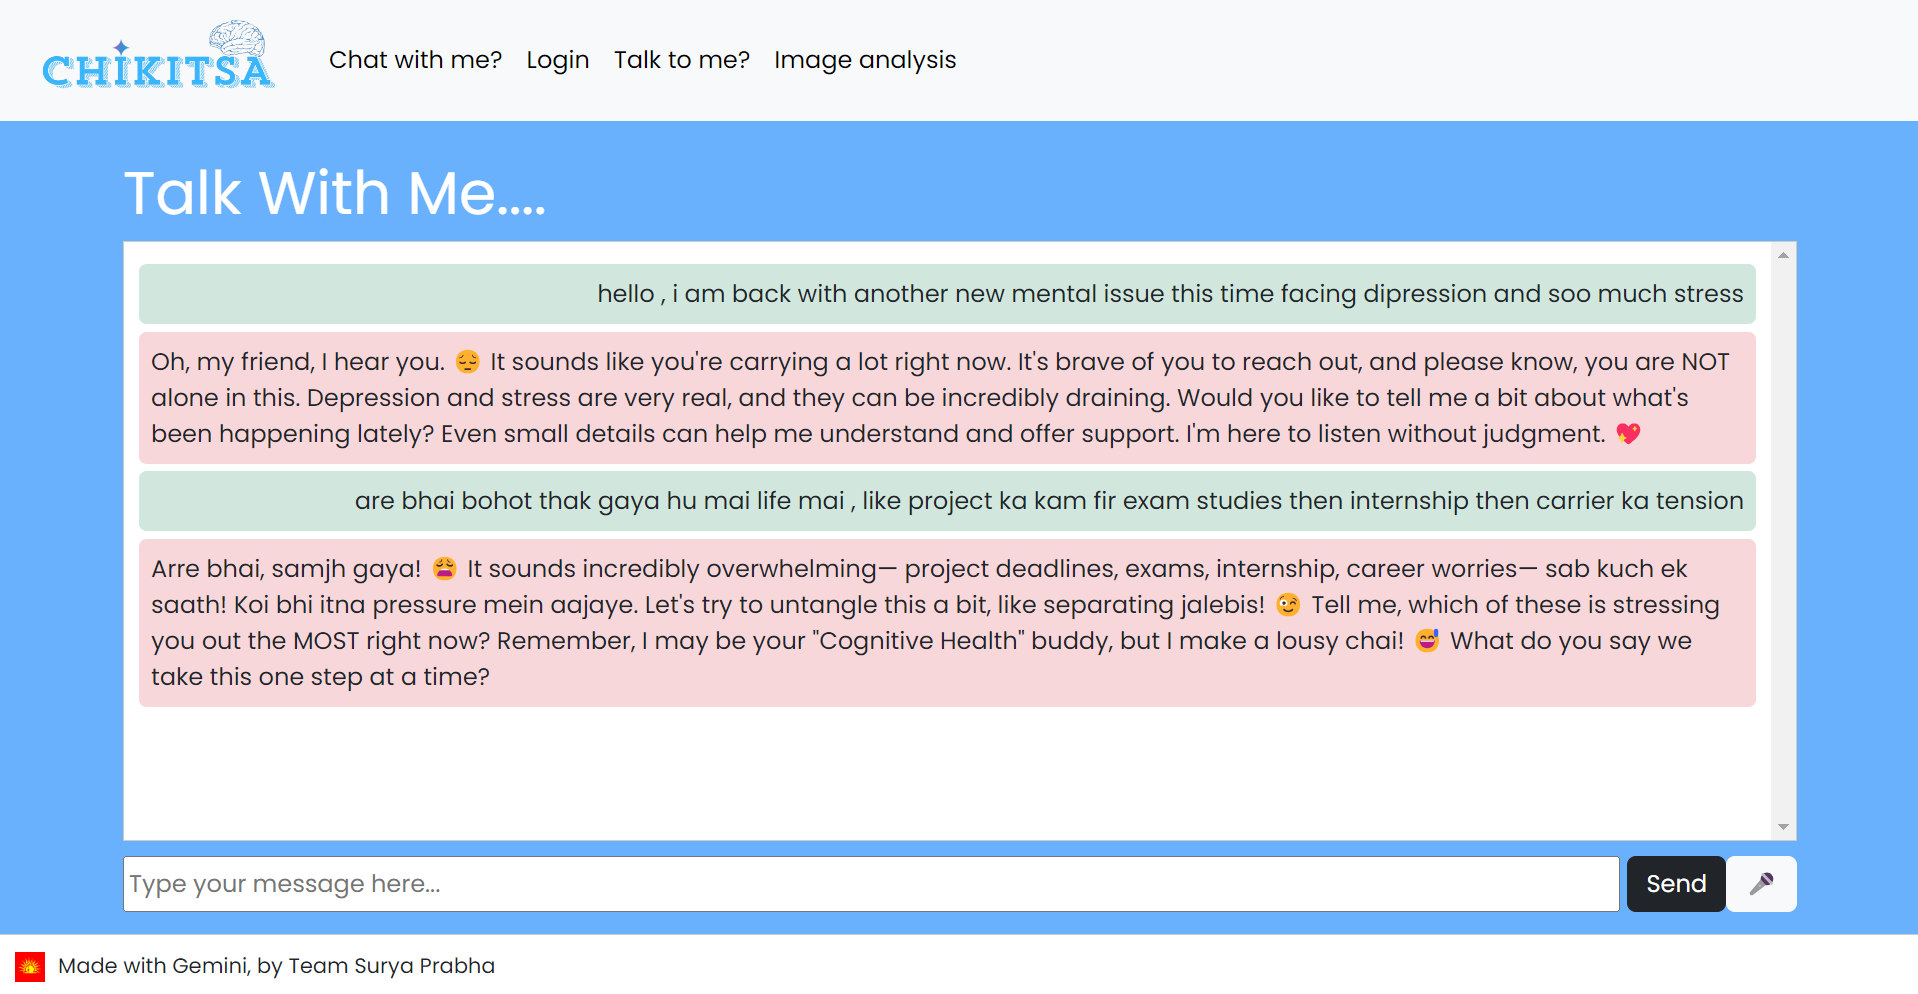 CHIKITSA
Chat with me? Login Talk to me? Image analysis
Talk With Me....
hello , i am back with another new mental issue this time facing dipression and soo much stress
Oh, my friend, I hear you. 😔 It sounds like you're carrying a lot right now. It's brave of you to reach out, and please know, you are NOT
alone in this. Depression and stress are very real, and they can be incredibly draining. Would you like to tell me a bit about what's
been happening lately? Even small details can help me understand and offer support. I'm here to listen without judgment. 💖
are bhai bohot thak gaya hu mai life mai , like project ka kam fir exam studies then internship then carrier ka tension
Arre bhai, samjh gaya! 😩 It sounds incredibly overwhelming— project deadlines, exams, internship, career worries— sab kuch ek
saath! Koi bhi itna pressure mein aajaye. Let's try to untangle this a bit, like separating jalebis! 😉 Tell me, which of these is stressing
you out the MOST right now? Remember, I may be your "Cognitive Health" buddy, but I make a lousy chai! 😅 What do you say we
take this one step at a time?
Type your message here...
Send
Made with Gemini, by Team Surya Prabha